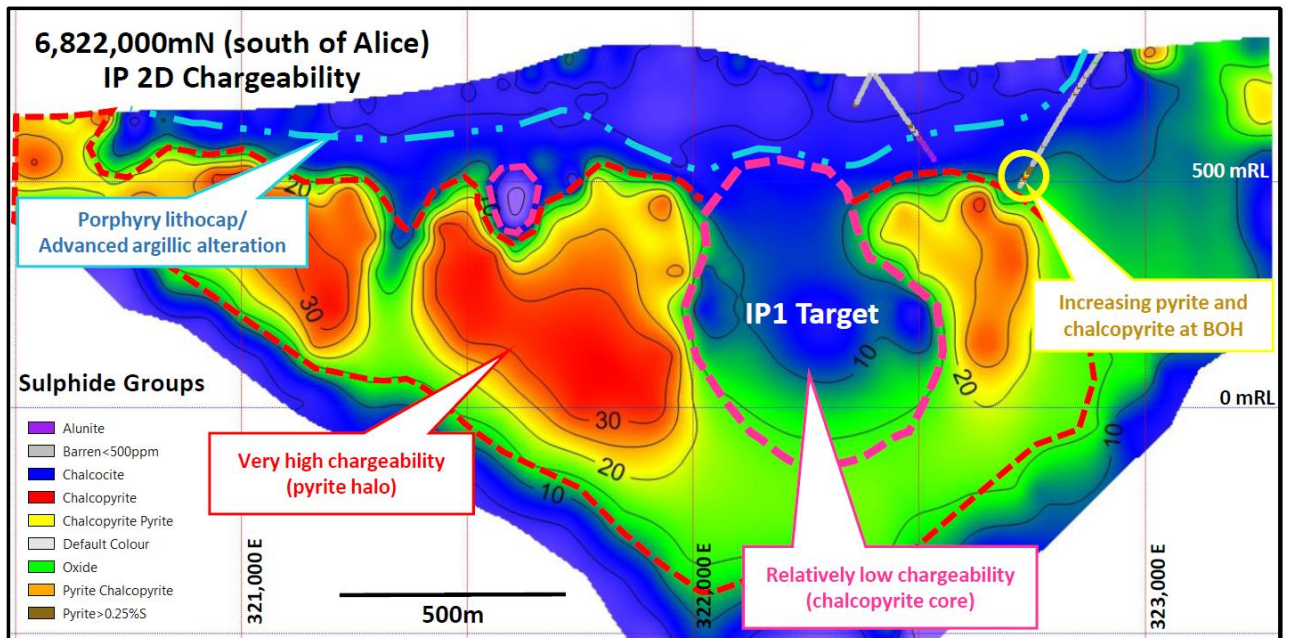 6,822,000mN (south of Alice)
IP 2D Chargeability
500 mRL
20
Porphyry lithocap/
Advanced argillic alteration
10
30
IP1 Target
Increasing pyrite and
chalcopyrite at BOH
10
20
0 mRL
Sulphide Groups
Alunite
Barren<500ppm
Chalcocite
Chalcopyrite
Chalcopyrite Pyrite
Default Colour
Oxide
Pyrite Chalcopyrite
Pyrite>0.25%S
Very high chargeability
(pyrite halo)
30
20
10
10
Relatively low chargeability
(chalcopyrite core)
321,000 E
322,000 E
323,000 E
500m